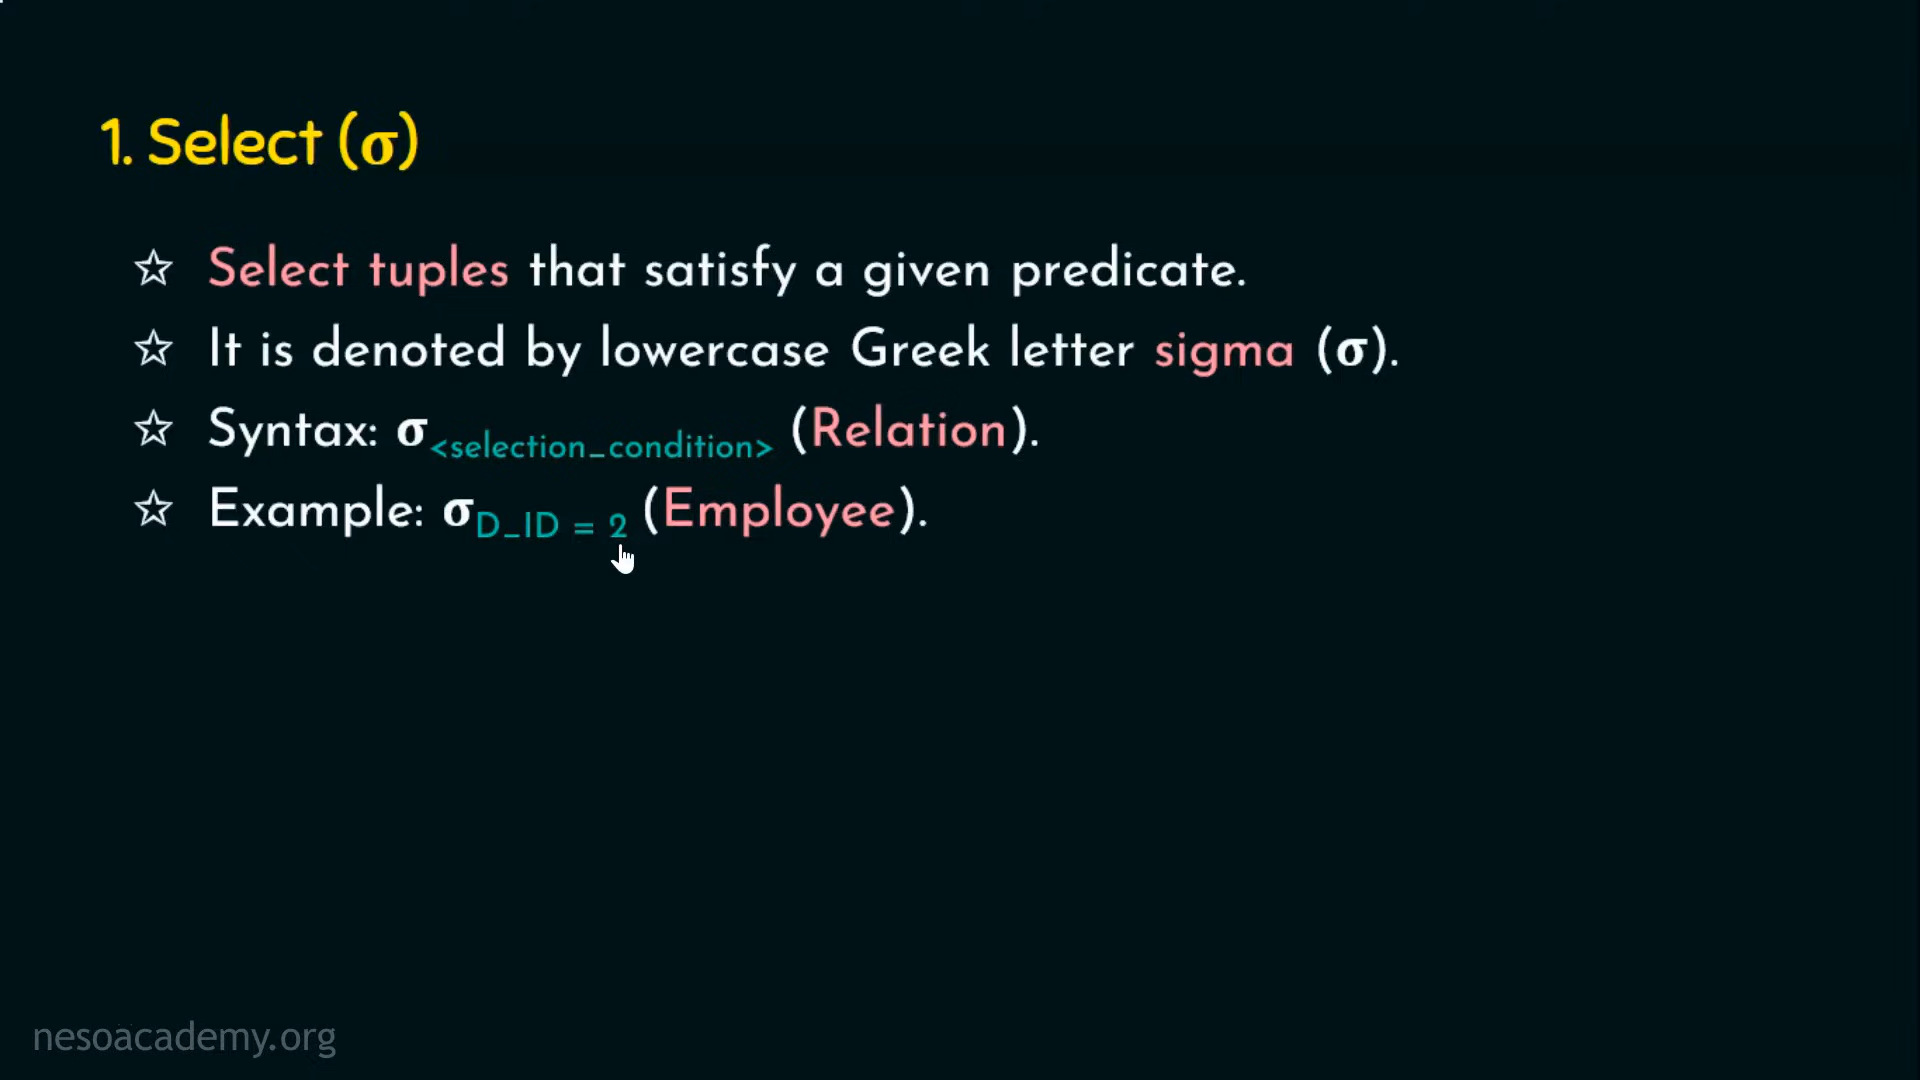 1. Select (σ)
☆ Select tuples that satisfy a given predicate.
☆ It is denoted by lowercase Greek letter sigma (σ).
☆ Syntax: σ<selection_condition> (Relation).
☆ Example: σD_ID = 2 (Employee).
nesoacademy.org